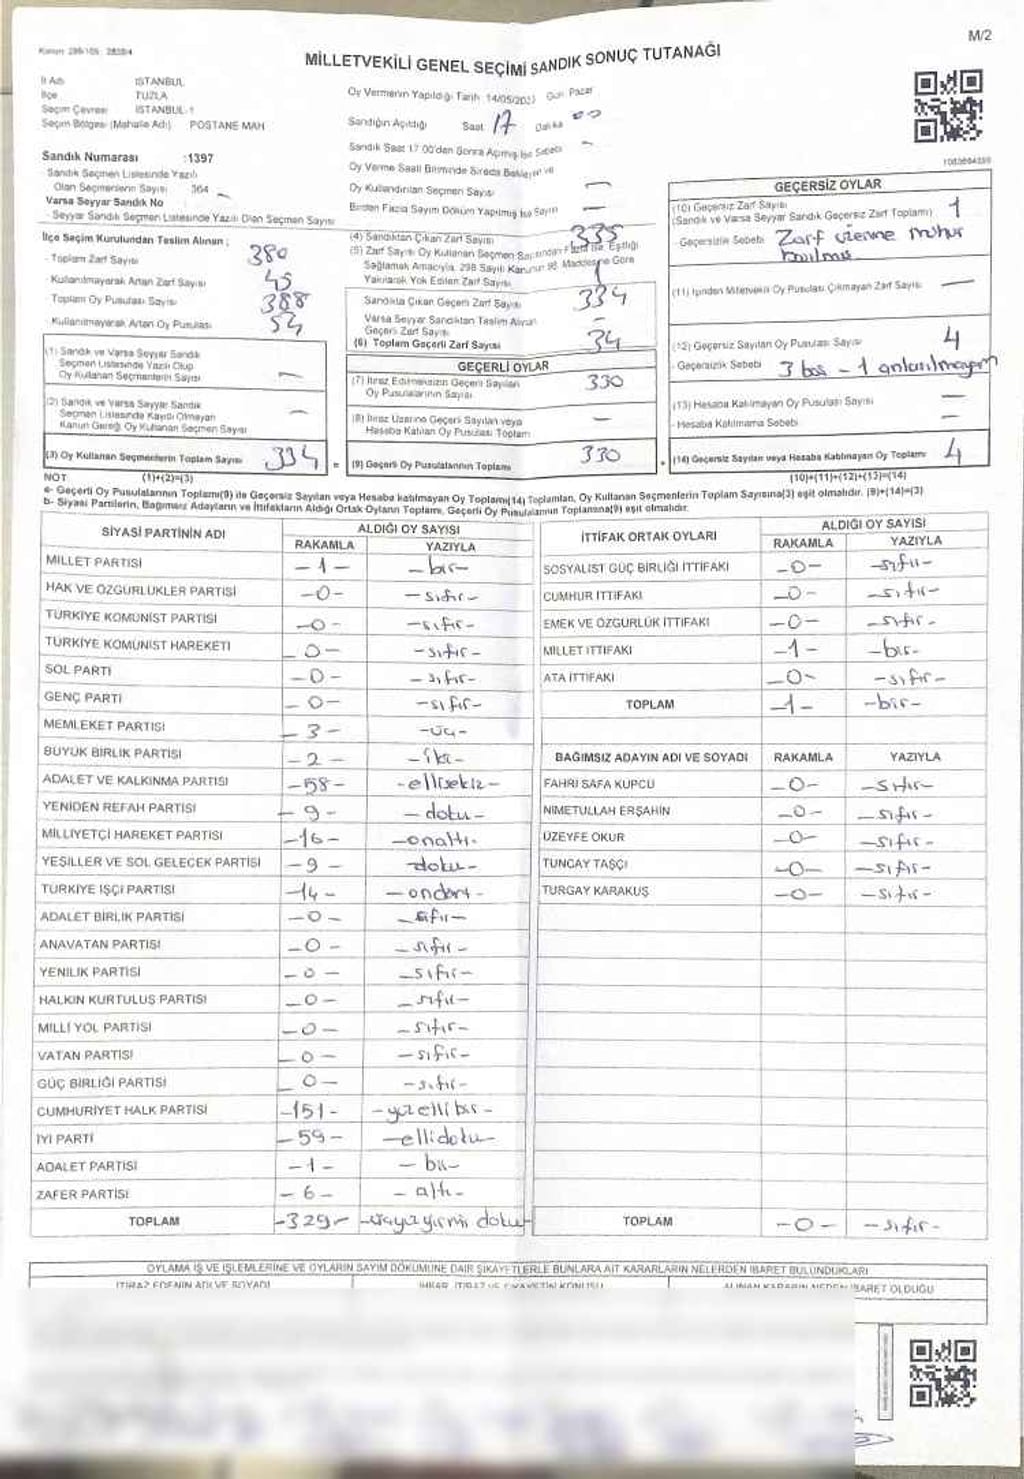 M/2
MİLLETVEKİLİ GENEL SEÇİMİ SANDIK SONUÇ TUTANAĞI
İl Adı : İSTANBUL
İlçe : TUZLA
Seçim Çevresi : İSTANBUL-1
Seçim Bölgesi (Mahalle Adı) POSTANE MAH
Sandık Numarası :1397
Sandık Seçmen Listesinde Yazılı
Olan Seçmenlerin Sayısı 364
Varsa Seyyar Sandık No
- Seyyar Sandık Seçmen Listesinde Yazılı Olan Seçmen Sayısı
Oy Vermenin Yapıldığı Tarih 14/05/2023 Gün Pazar
Sandığın Açıldığı Saat 17 Dakika 00
Sandık Saat 17:00'den Sonra Açılmış İse Sebebi -
Oy Verme Saati Bitiminde Sırada Bekleyen ve
Oy Kullandırılan Seçmen Sayısı —
Birden Fazla Sayım Döküm Yapılmış İse Sayısı —
İlçe Seçim Kurulundan Teslim Alınan ;
- Toplam Zarf Sayısı 380
- Kullanılmayarak Artan Zarf Sayısı 45
- Toplam Oy Pusulası Sayısı 388
- Kullanılmayarak Artan Oy Pusulası 54
(1) Sandık ve Varsa Seyyar Sandık
Seçmen Listesinde Yazılı Olup
Oy Kullanan Seçmenlerin Sayısı —
(2) Sandık ve Varsa Seyyar Sandık
Seçmen Listesinde Kayıtlı Olmayan
Kanun Gereği Oy Kullanan Seçmen Sayısı —
(3) Oy Kullanan Seçmenlerin Toplam Sayısı 334
(1)+(2)=(3)
(4) Sandıktan Çıkan Zarf Sayısı 335
(5) Zarf Sayısı Oy Kullanan Seçmen Sayısından Fazla ise, Eşitliği
Sağlamak Amacıyla, 298 Sayılı Kanunun 98. Maddesine Göre
Yakılarak Yok Edilen Zarf Sayısı 1
Sandıkta Çıkan Geçerli Zarf Sayısı 334
Varsa Seyyar Sandıktan Teslim Alınan
Geçerli Zarf Sayısı -
(6) Toplam Geçerli Zarf Sayısı 34
GEÇERLİ OYLAR
(7) İtiraz Edilmeksizin Geçerli Sayılan
Oy Pusulalarının Sayısı 330
(8) İtiraz Üzerine Geçerli Sayılan veya
Hesaba Katılan Oy Pusulası Toplam —
= (9) Geçerli Oy Pusulalarının Toplamı 330
GEÇERSİZ OYLAR
(10) Geçersiz Zarf Sayısı
(Sandık ve Varsa Seyyar Sandık Geçersiz Zarf Toplamı) 1
- Geçersizlik Sebebi Zarf üzerine mühür
(11) İçinden Milletvekili Oy Pusulası Çıkmayan Zarf Sayısı —
(12) Geçersiz Sayılan Oy Pusulası Sayısı 4
- Geçersizlik Sebebi 3 boş - 1 anlaşılmayan
(13) Hesaba Katılmayan Oy Pusulası Sayısı —
- Hesaba Katılmama Sebebi —
+ (14) Geçersiz Sayılan veya Hesaba Katılmayan Oy Toplamı 4
(10)+(11)+(12)+(13)=(14)
NOT
a- Geçerli Oy Pusulalarının Toplamı(9) ile Geçersiz Sayılan veya Hesaba katılmayan Oy Toplamı(14) Toplamları, Oy Kullanan Seçmenlerin Toplam Sayısına(3) eşit olmalıdır. (9)+(14)=(3)
b- Siyasi Partilerin, Bağımsız Adayların ve İttifakların Aldığı Ortak Oyların Toplamı, Geçerli Oy Pusulalarının Toplamına(9) eşit olmalıdır.
SİYASİ PARTİNİN ADI ALDIĞI OY SAYISI
RAKAMLA YAZIYLA
MİLLET PARTİSİ -1- -bir-
HAK VE ÖZGÜRLÜKLER PARTİSİ -0- -sıfır-
TÜRKİYE KOMÜNİST PARTİSİ -0- -sıfır-
TÜRKİYE KOMÜNİST HAREKETİ -0- -sıfır-
SOL PARTİ -0- -sıfır-
GENÇ PARTİ -0- -sıfır-
MEMLEKET PARTİSİ -3- -üç-
BÜYÜK BİRLİK PARTİSİ -2- -iki-
ADALET VE KALKINMA PARTİSİ -58- -ellisekiz-
YENİDEN REFAH PARTİSİ -9- -dokuz-
MİLLİYETÇİ HAREKET PARTİSİ -16- -onaltı-
YEŞİLLER VE SOL GELECEK PARTİSİ -9- -dokuz-
TÜRKİYE İŞÇİ PARTİSİ -14- -ondört-
ADALET BİRLİK PARTİSİ -0- -sıfır-
ANAVATAN PARTİSİ -0- -sıfır-
YENİLİK PARTİSİ -0- -sıfır-
HALKIN KURTULUŞ PARTİSİ -0- -sıfır-
MİLLİ YOL PARTİSİ -0- -sıfır-
VATAN PARTİSİ -0- -sıfır-
GÜÇ BİRLİĞİ PARTİSİ -0- -sıfır-
CUMHURİYET HALK PARTİSİ -151- -yüzellibir-
İYİ PARTİ -59- -ellidokuz-
ADALET PARTİSİ -1- -bir-
ZAFER PARTİSİ -6- -altı-
TOPLAM -329- -üçyüzyirmi dokuz-
İTTİFAK ORTAK OYLARI ALDIĞI OY SAYISI
RAKAMLA YAZIYLA
SOSYALİST GÜÇ BİRLİĞİ İTTİFAKI -0- -sıfır-
CUMHUR İTTİFAKI -0- -sıfır-
EMEK VE ÖZGÜRLÜK İTTİFAKI -0- -sıfır-
MİLLET İTTİFAKI -1- -bir-
ATA İTTİFAKI -0- -sıfır-
TOPLAM -1- -bir-
BAĞIMSIZ ADAYIN ADI VE SOYADI RAKAMLA YAZIYLA
FAHRİ SAFA KUPCU -0- -sıfır-
NİMETULLAH ERŞAHİN -0- -sıfır-
ÜZEYFE OKUR -0- -sıfır-
TUNCAY TAŞÇI -0- -sıfır-
TURGAY KARAKUŞ -0- -sıfır-
TOPLAM -0- -sıfır-
OYLAMA İŞ VE İŞLEMLERİNE VE OYLARIN SAYIM DÖKÜMÜNE DAİR ŞİKAYETLERLE BUNLARA AİT KARARLARIN NELERDEN İBARET BULUNDUKLARI
İTİRAZ EDENİN ADI VE SOYADI